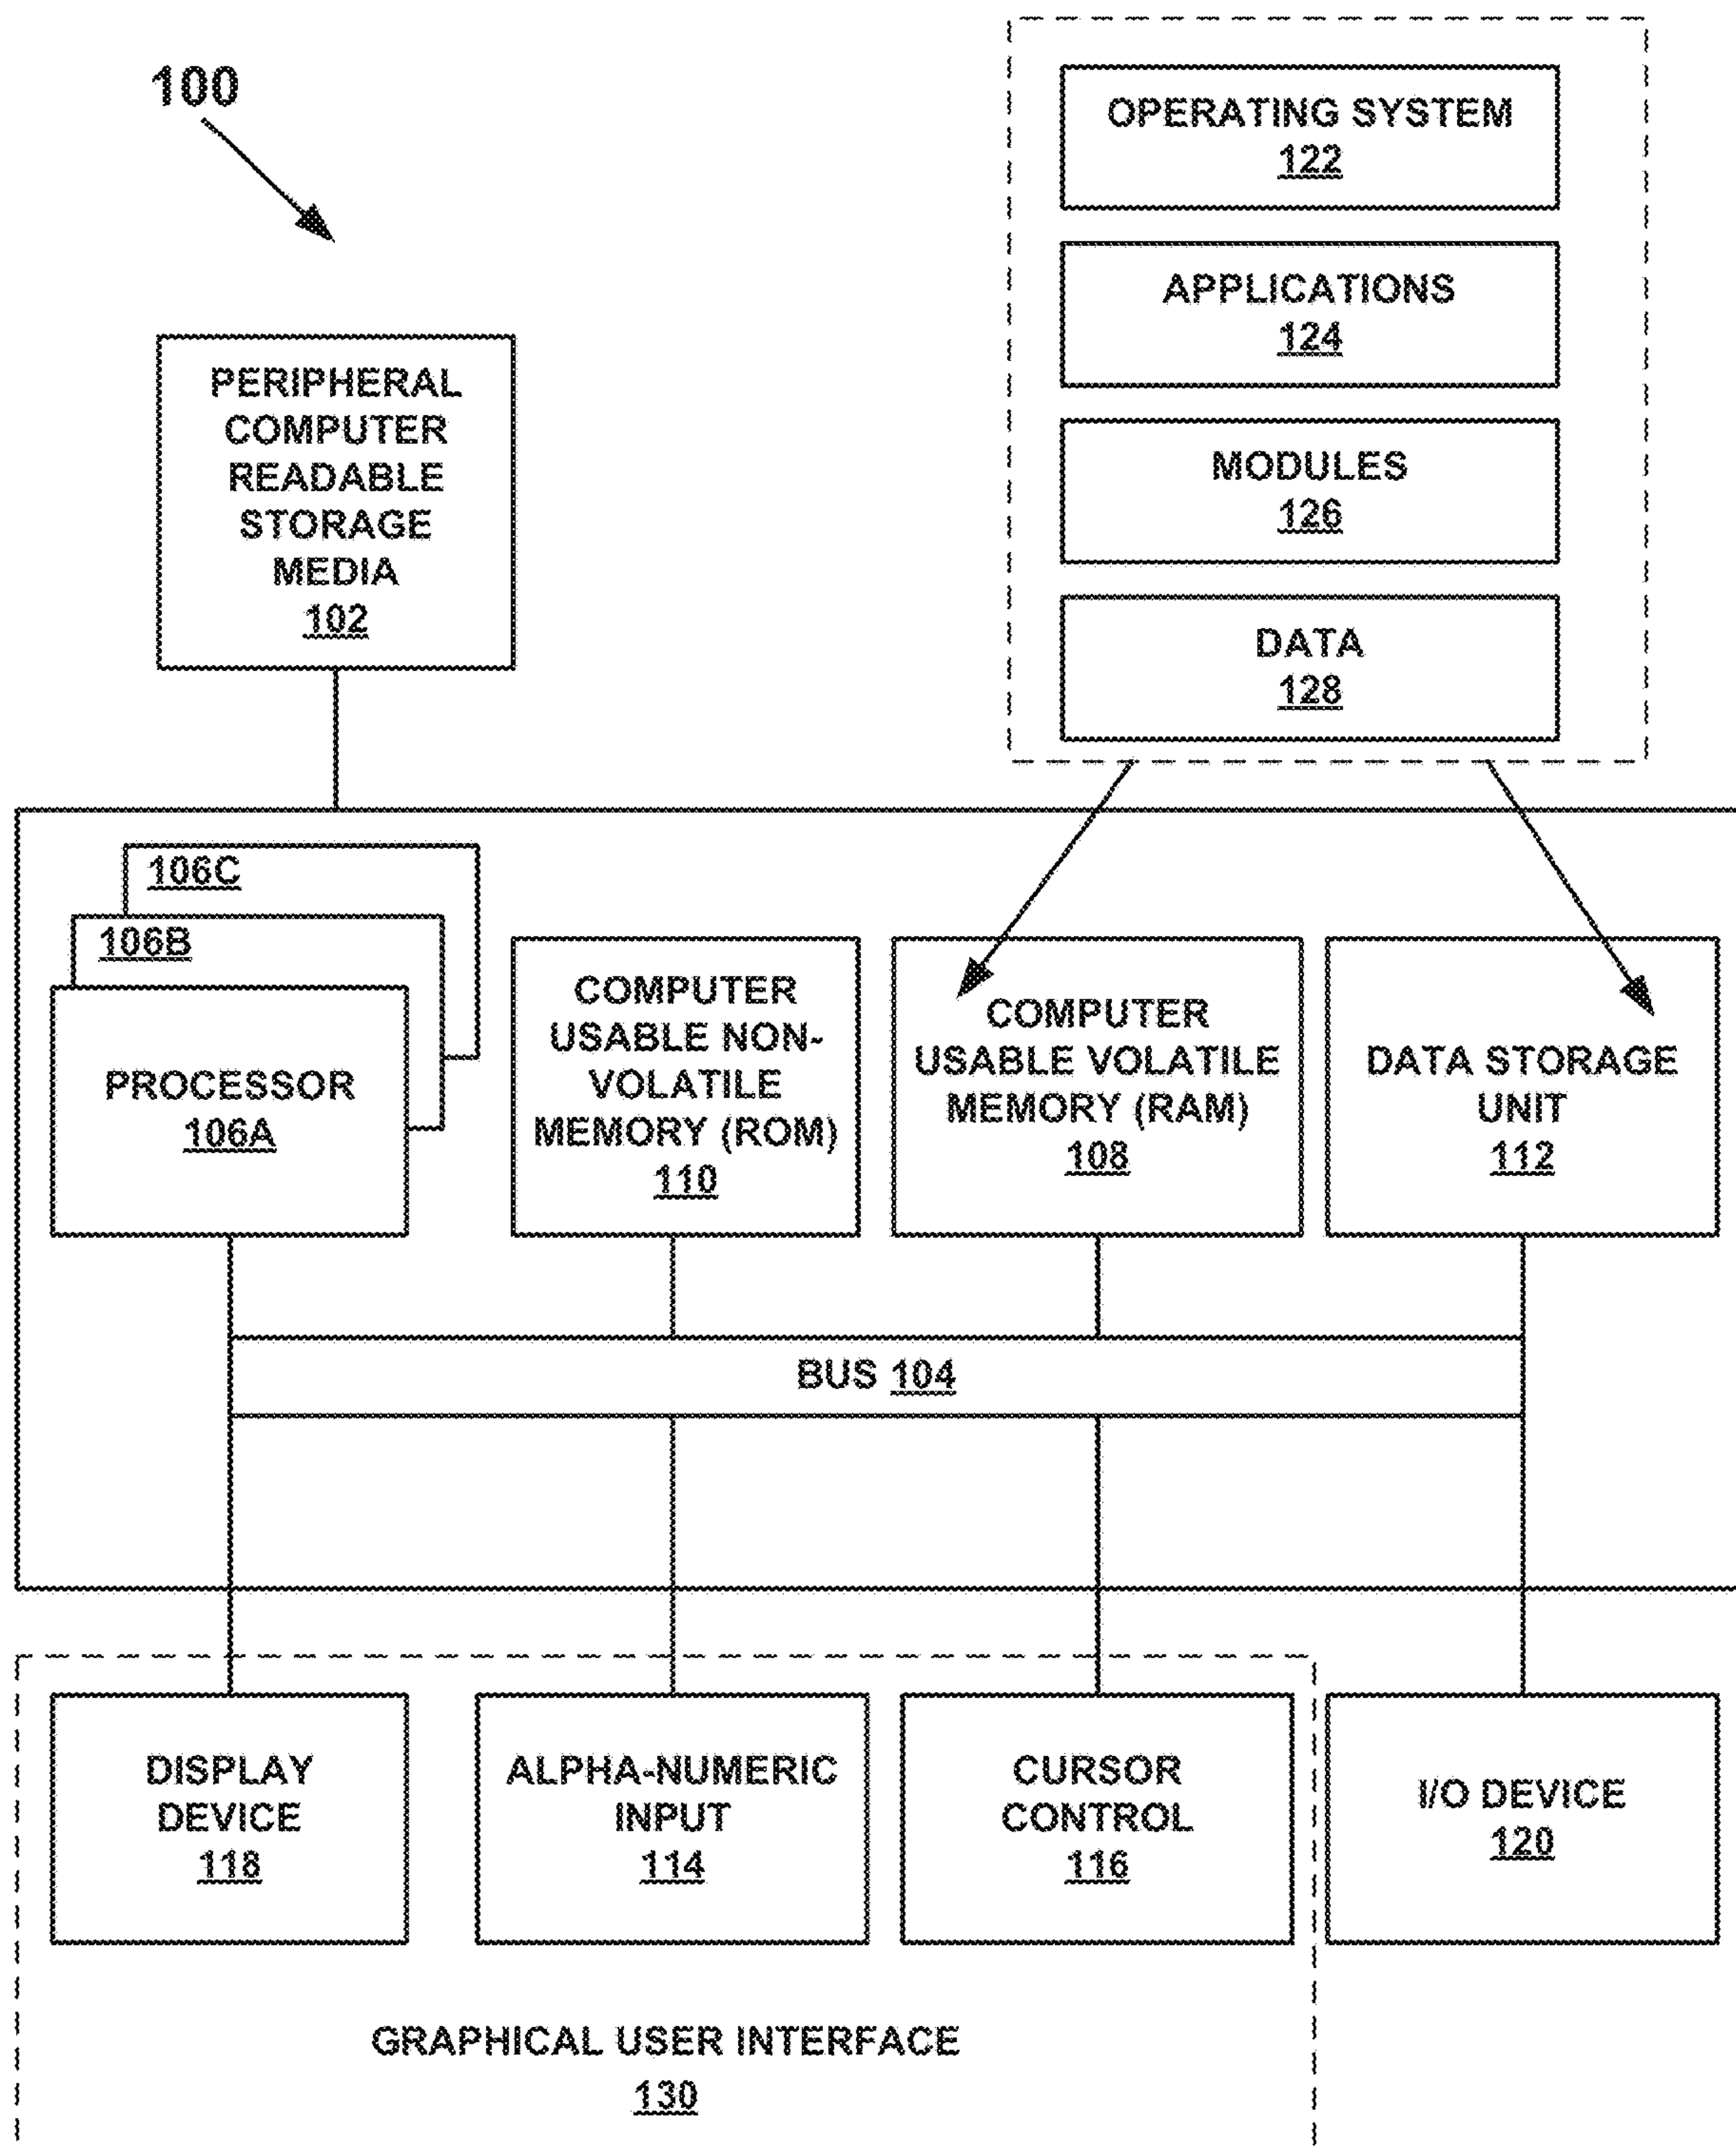 100
OPERATING SYSTEM
122
APPLICATIONS
124
MODULES
126
DATA
128
PERIPHERAL
COMPUTER
READABLE
STORAGE
MEDIA
102
106C
106B
PROCESSOR
106A
COMPUTER
USABLE NON-
VOLATILE
MEMORY (ROM)
110
COMPUTER
USABLE VOLATILE
MEMORY (RAM)
108
DATA STORAGE
UNIT
112
BUS 104
DISPLAY
DEVICE
118
ALPHA-NUMERIC
INPUT
114
CURSOR
CONTROL
116
I/O DEVICE
120
GRAPHICAL USER INTERFACE
130